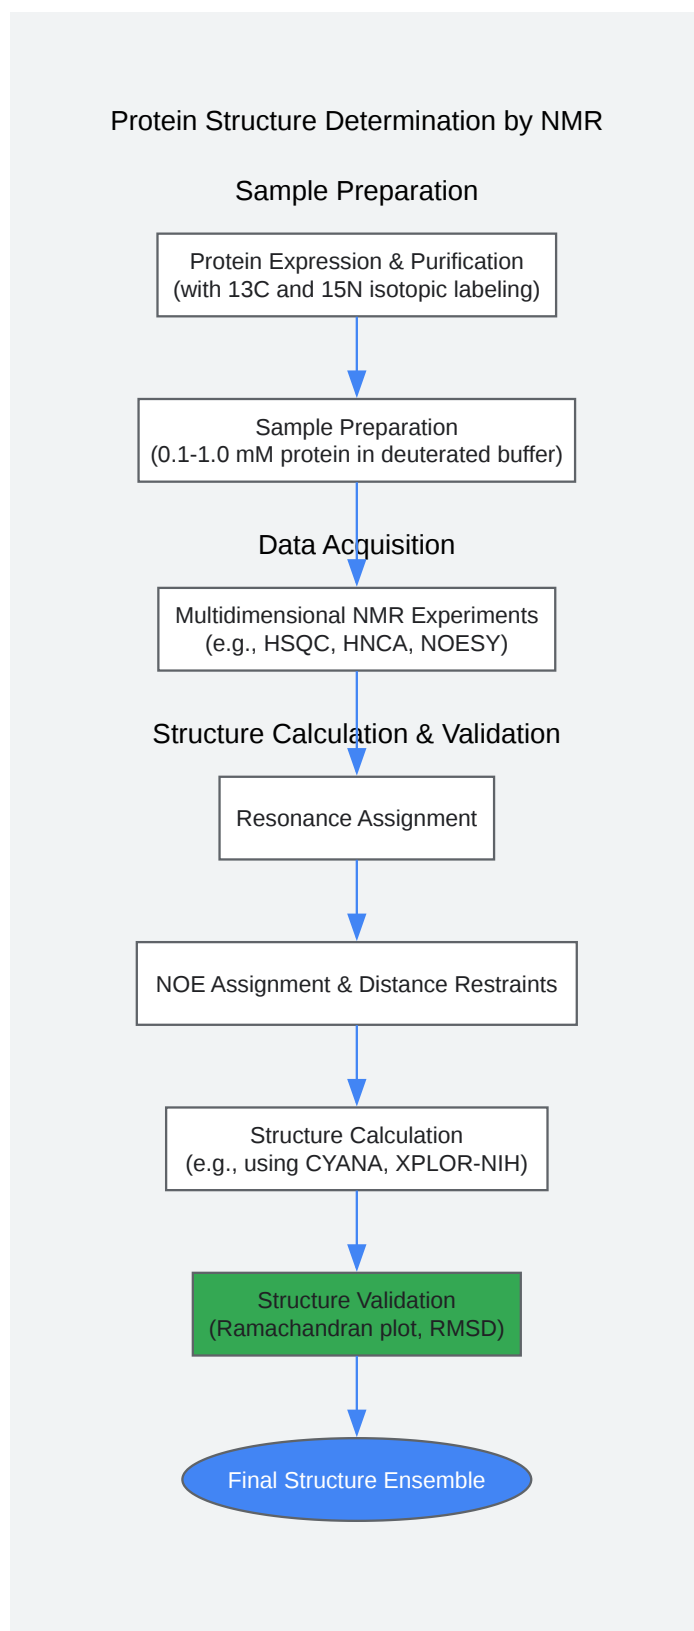 Protein Structure Determination by NMR
Sample Preparation
Protein Expression & Purification
(with 13C and 15N isotopic labeling)
Sample Preparation
(0.1-1.0 mM protein in deuterated buffer)
Data Acquisition
Multidimensional NMR Experiments
(e.g., HSQC, HNCA, NOESY)
Structure Calculation & Validation
Resonance Assignment
NOE Assignment & Distance Restraints
Structure Calculation
(e.g., using CYANA, XPLOR-NIH)
Structure Validation
(Ramachandran plot, RMSD)
Final Structure Ensemble